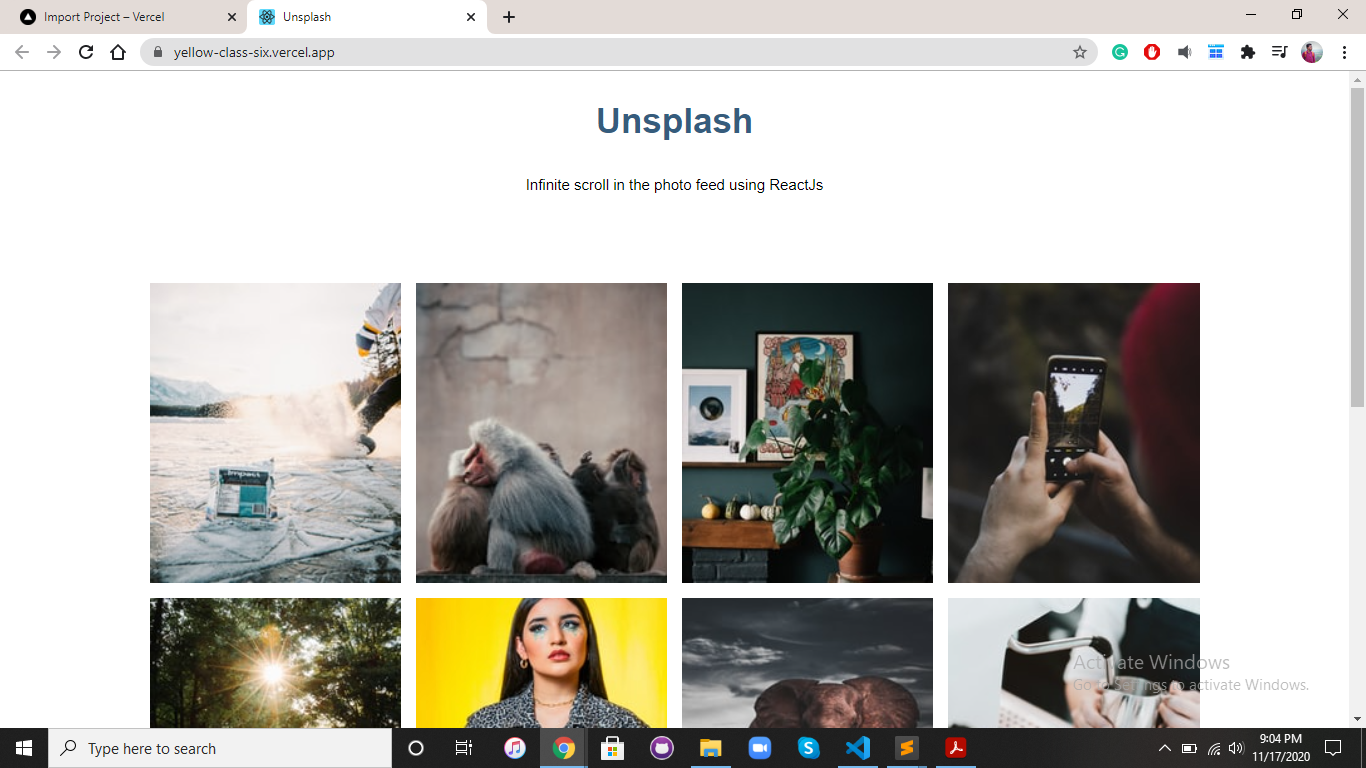 Import Project – Vercel
Unsplash
yellow-class-six.vercel.app
Unsplash
Infinite scroll in the photo feed using ReactJs
Activate Windows
Go to Settings to activate Windows.
Type here to search
9:04 PM
11/17/2020